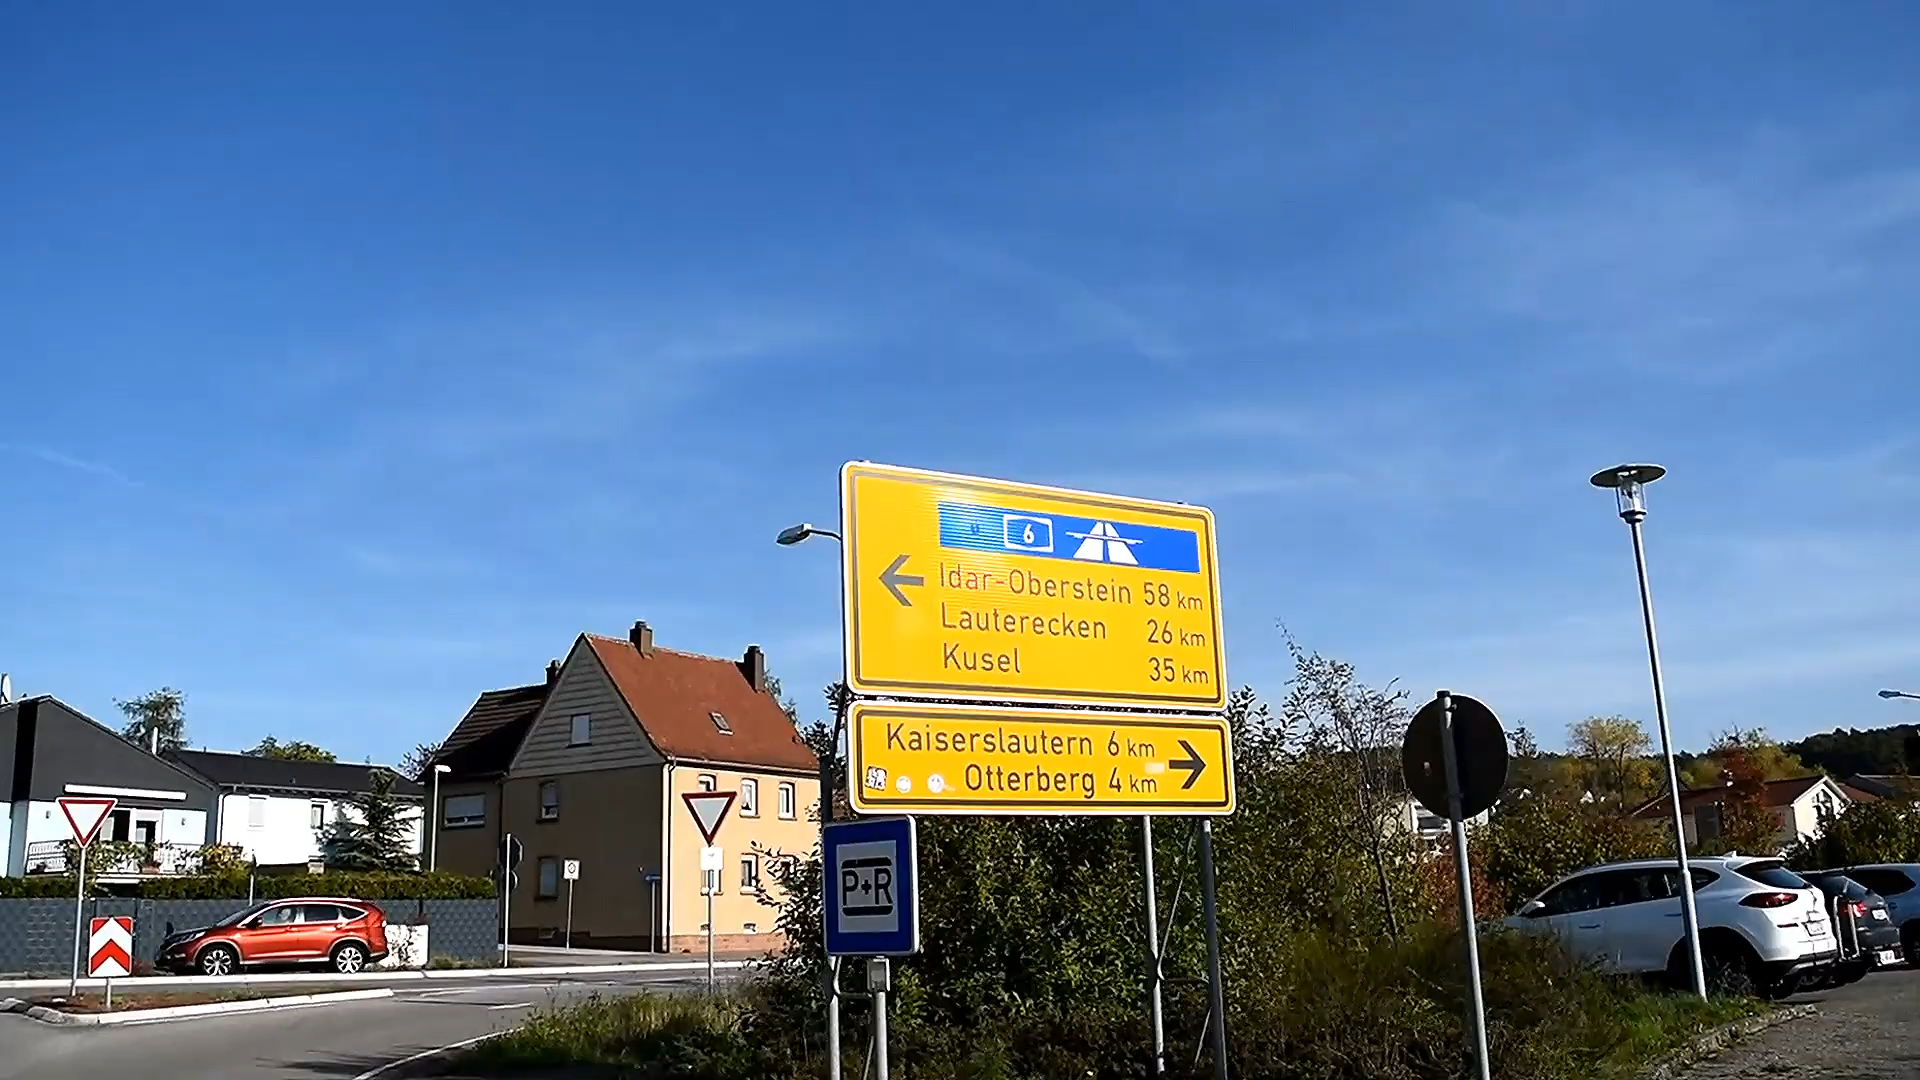 6
Idar-Oberstein 58 km
Lauterecken 26 km
Kusel 35 km
Kaiserslautern 6 km
Otterberg 4 km
P+R